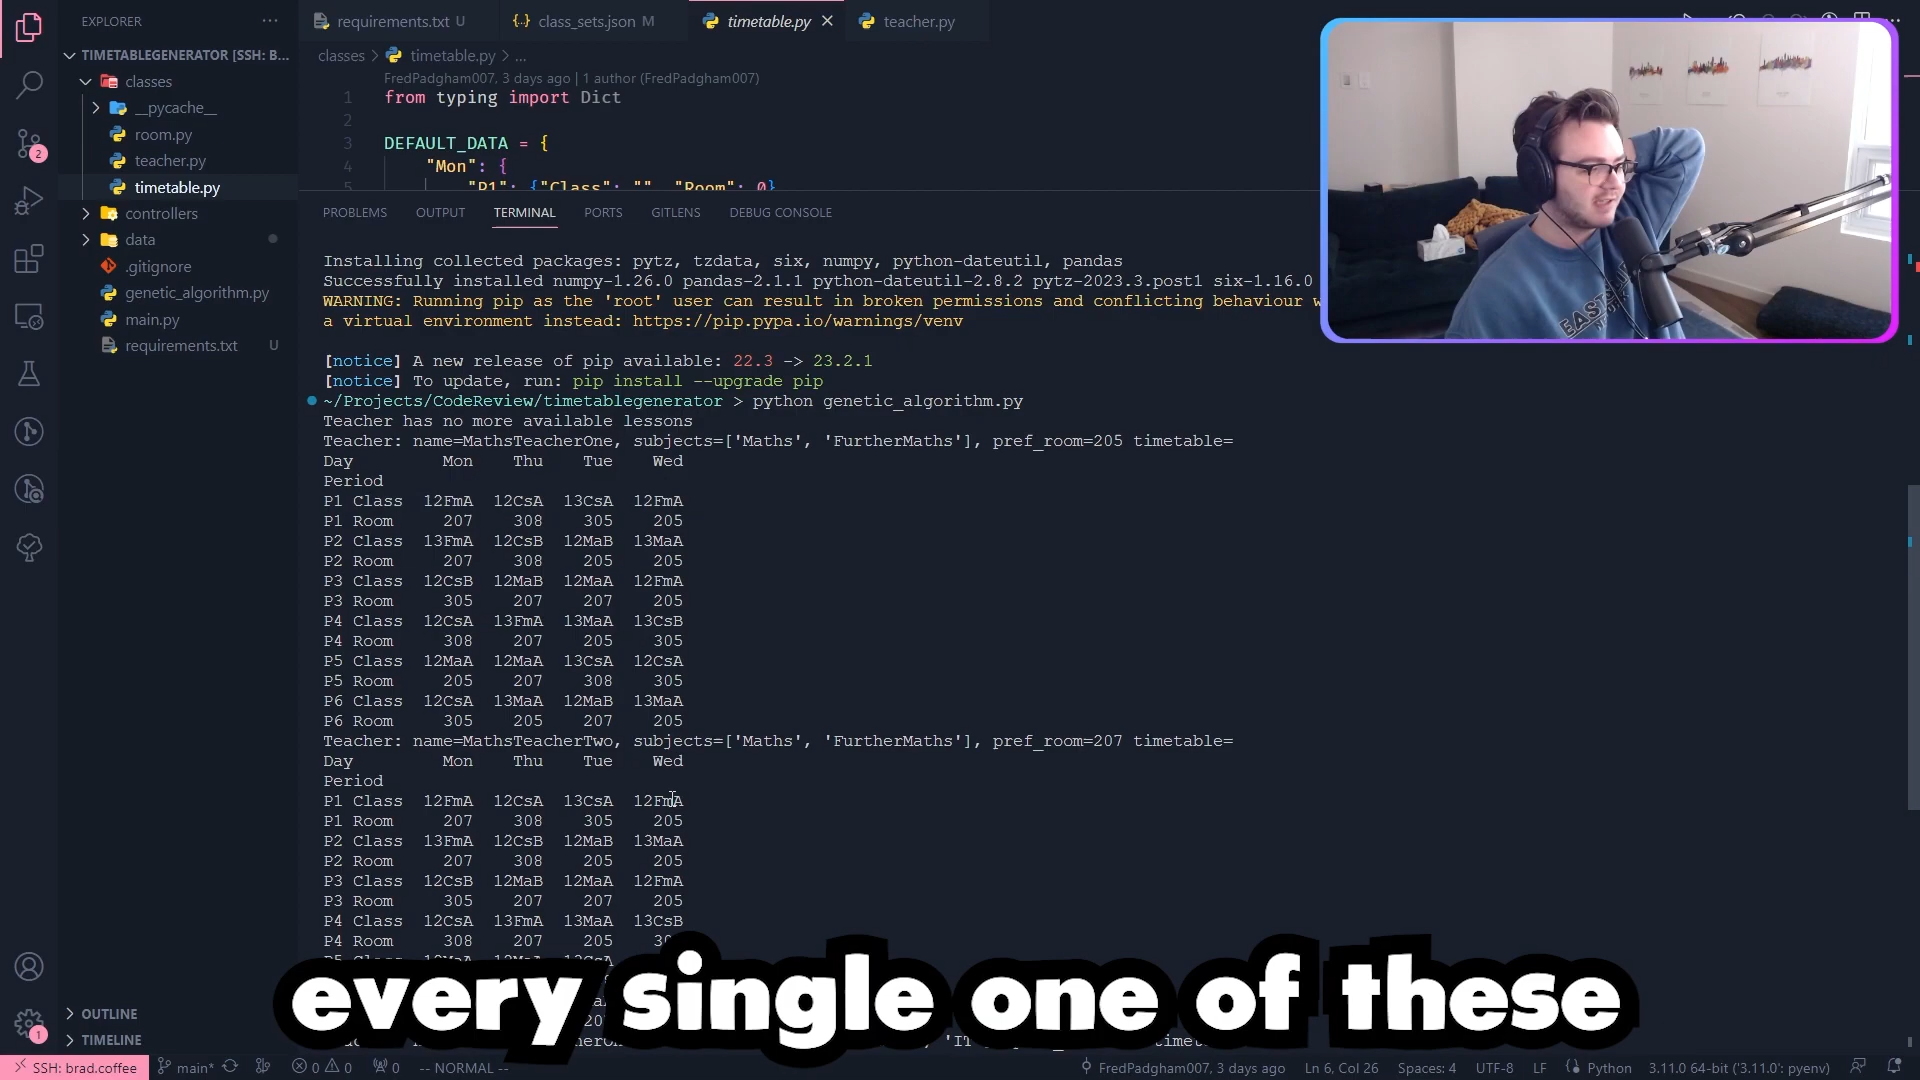 EXPLORER
TIMETABLEGENERATOR [SSH: B...
classes
__pycache__
room.py
teacher.py
timetable.py
controllers
data
.gitignore
genetic_algorithm.py
main.py
requirements.txt U
OUTLINE
TIMELINE
requirements.txt U
class_sets.json M
timetable.py
teacher.py
classes > timetable.py > ...
FredPadgham007, 3 days ago | 1 author (FredPadgham007)
1 from typing import Dict
2
3 DEFAULT_DATA = {
4 "Mon": {
5 "P1": {"Class": "", "Room": 0}
PROBLEMS OUTPUT TERMINAL PORTS GITLENS DEBUG CONSOLE
Installing collected packages: pytz, tzdata, six, numpy, python-dateutil, pandas
Successfully installed numpy-1.26.0 pandas-2.1.1 python-dateutil-2.8.2 pytz-2023.3.post1 six-1.16.0
WARNING: Running pip as the 'root' user can result in broken permissions and conflicting behaviour w
a virtual environment instead: https://pip.pypa.io/warnings/venv
[notice] A new release of pip available: 22.3 -> 23.2.1
[notice] To update, run: pip install --upgrade pip
~/Projects/CodeReview/timetablegenerator > python genetic_algorithm.py
Teacher has no more available lessons
Teacher: name=MathsTeacherOne, subjects=['Maths', 'FurtherMaths'], pref_room=205 timetable=
Day Mon Thu Tue Wed
Period
P1 Class 12FmA 12CsA 13CsA 12FmA
P1 Room 207 308 305 205
P2 Class 13FmA 12CsB 12MaB 13MaA
P2 Room 207 308 205 205
P3 Class 12CsB 12MaB 12MaA 12FmA
P3 Room 305 207 207 205
P4 Class 12CsA 13FmA 13MaA 13CsB
P4 Room 308 207 205 305
P5 Class 12MaA 12MaA 13CsA 12CsA
P5 Room 205 207 308 305
P6 Class 12CsA 13MaA 12MaB 13MaA
P6 Room 305 205 207 205
Teacher: name=MathsTeacherTwo, subjects=['Maths', 'FurtherMaths'], pref_room=207 timetable=
Day Mon Thu Tue Wed
Period
P1 Class 12FmA 12CsA 13CsA 12FmA
P1 Room 207 308 305 205
P2 Class 13FmA 12CsB 12MaB 13MaA
P2 Room 207 308 205 205
P3 Class 12CsB 12MaB 12MaA 12FmA
P3 Room 305 207 207 205
P4 Class 12CsA 13FmA 13MaA 13CsB
P4 Room 308 207 205
every single one of these
SSH: brad.coffee main* 0 0 0 -- NORMAL -- FredPadgham007, 3 days ago Ln 6, Col 26 Spaces: 4 UTF-8 LF Python 3.11.0 64-bit ('3.11.0': pyenv)